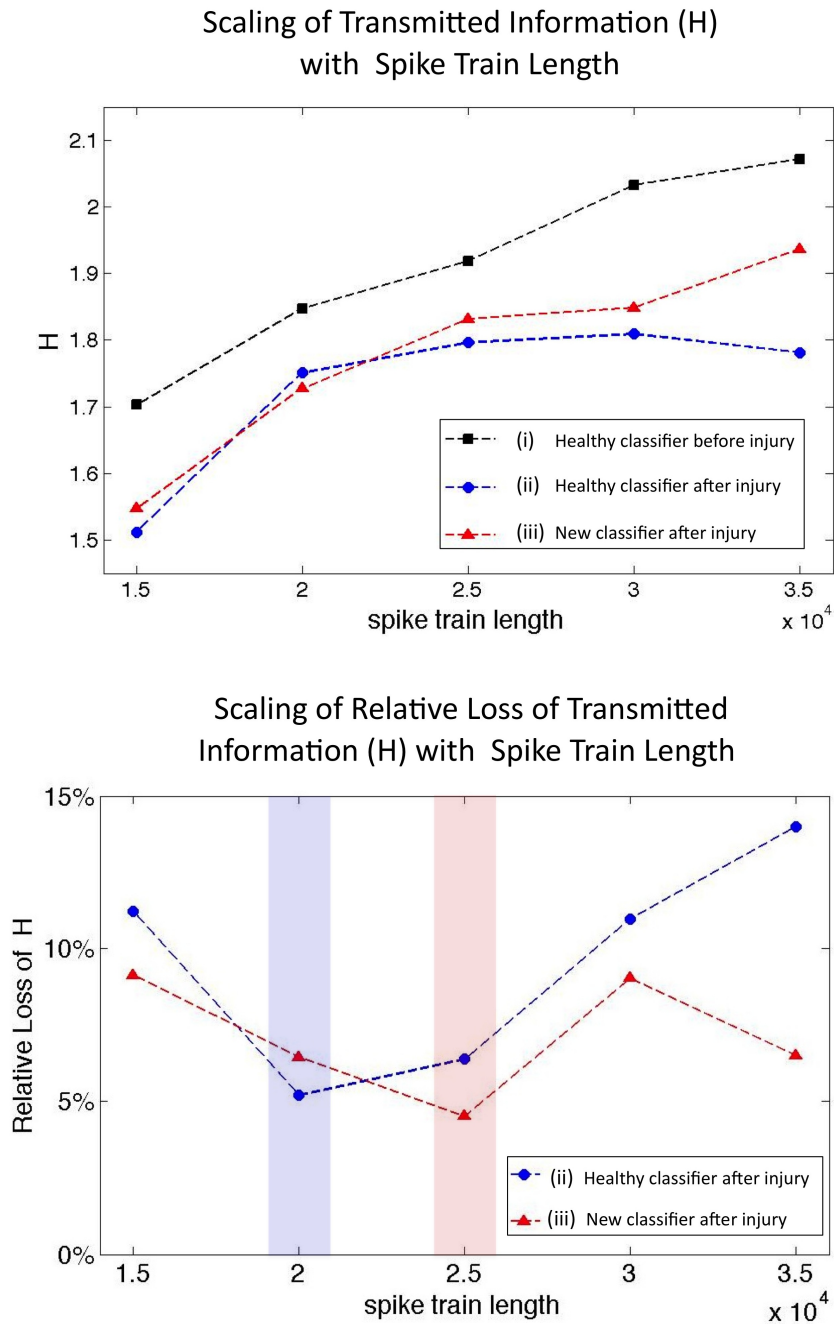 Scaling of Transmitted Information (H)
with Spike Train Length
2.1
2
1.9
1.8
1.7
1.6
1.5
H
(i) Healthy classifier before injury
(ii) Healthy classifier after injury
(iii) New classifier after injury
1.5 2 2.5 3 3.5
spike train length
x 10^4
Scaling of Relative Loss of Transmitted
Information (H) with Spike Train Length
15%
10%
5%
0%
Relative Loss of H
(ii) Healthy classifier after injury
(iii) New classifier after injury
1.5 2 2.5 3 3.5
spike train length
x 10^4